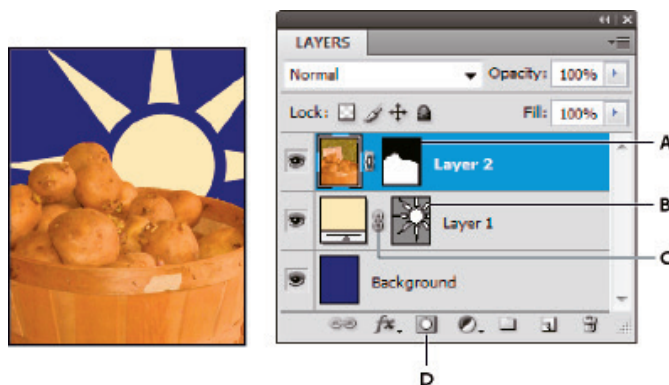 LAYERS
Normal Opacity: 100%
Lock: Fill: 100%
A
Layer 2
B
Layer 1
C
Background
fx.
D